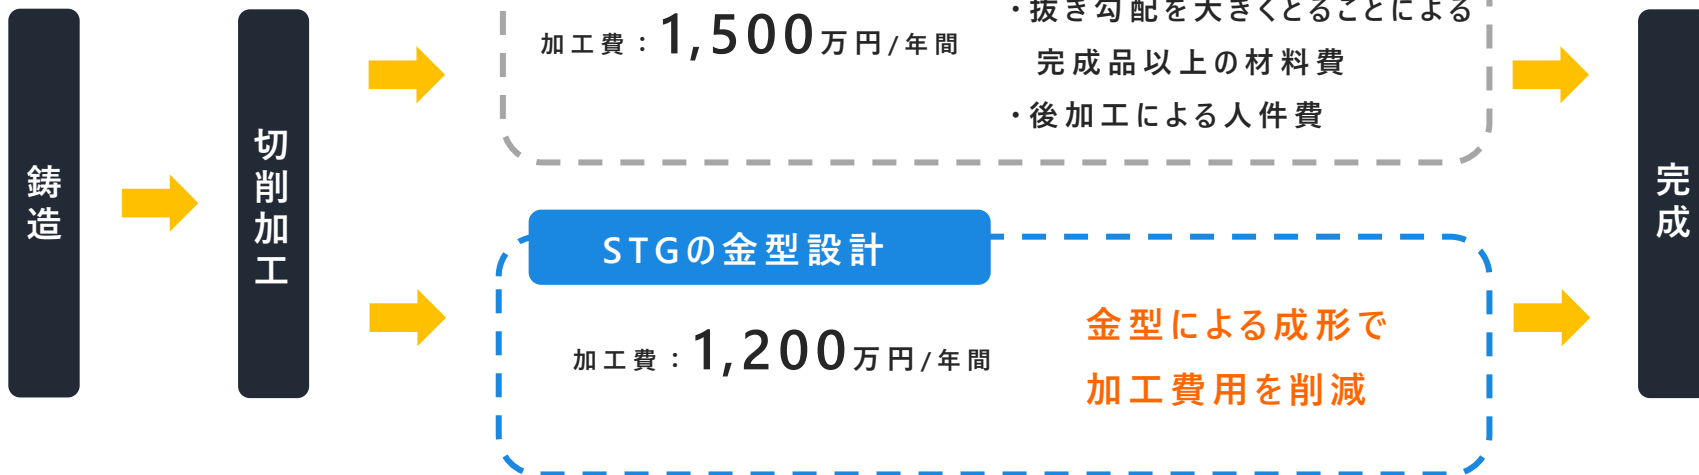 鋳造
切削加工
加工費：1,500万円/年間
・抜き勾配を大きくとることによる
完成品以上の材料費
・後加工による人件費
STGの金型設計
加工費：1,200万円/年間
金型による成形で
加工費用を削減
完成